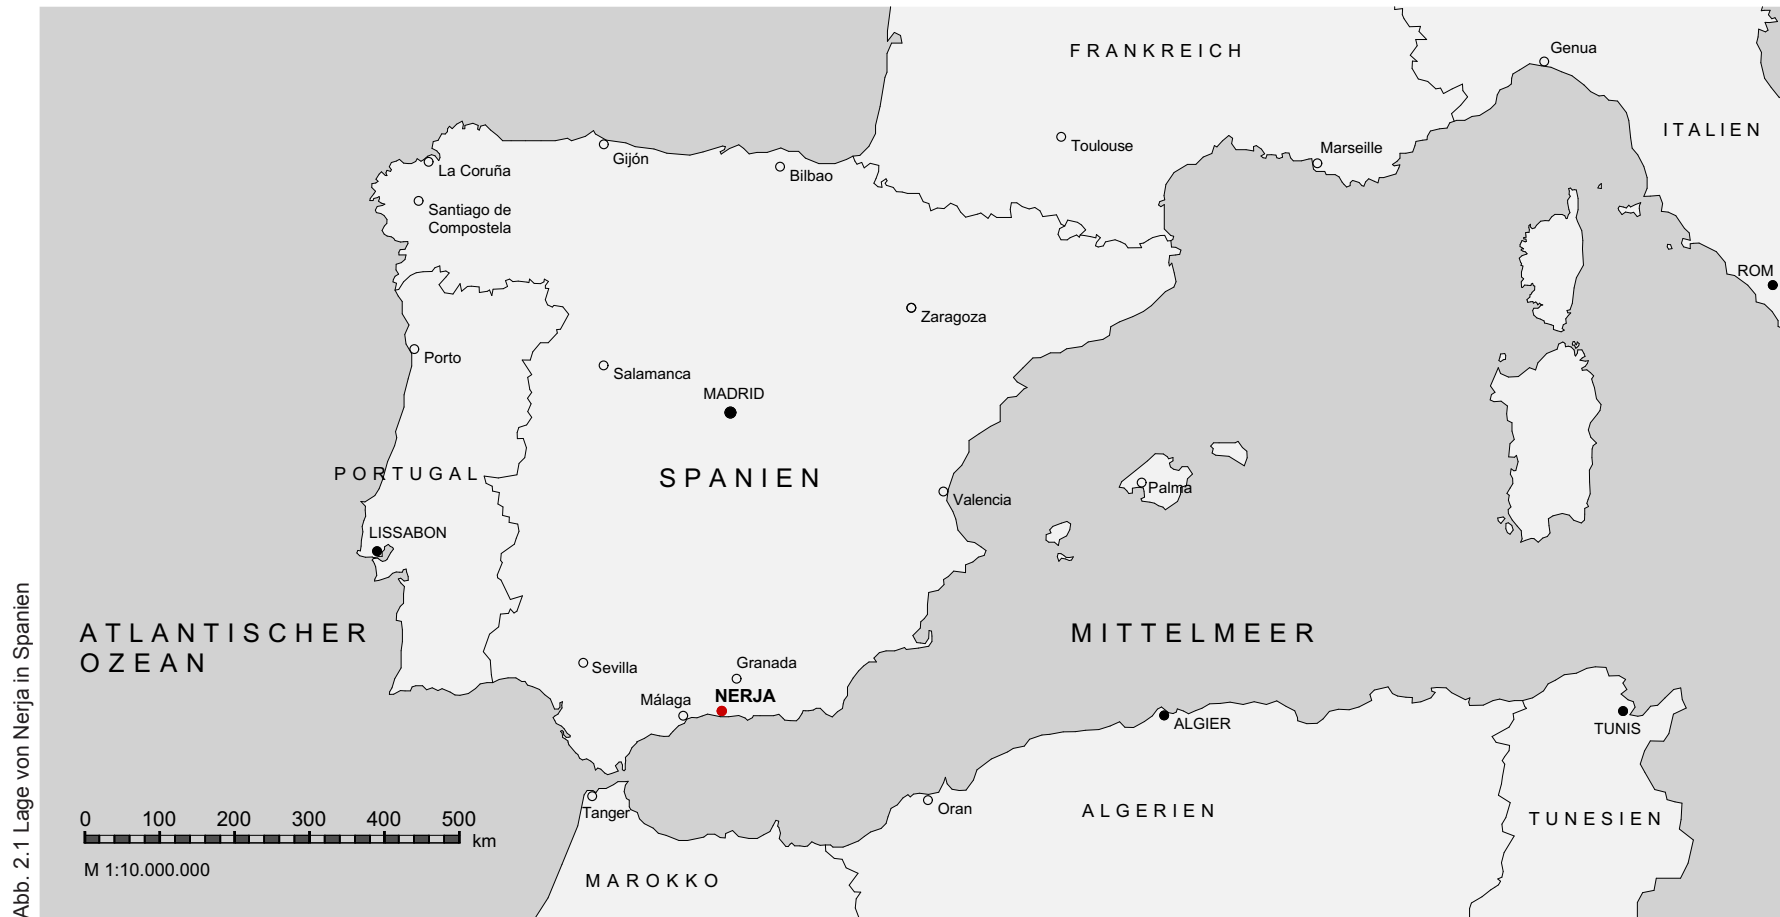 FRANKREICH
Genua
ITALIEN
Toulouse
Marseille
Gijón
La Coruña
Bilbao
Santiago de
Compostela
ROM
Zaragoza
Porto
Salamanca
MADRID
PORTUGAL
SPANIEN
Palma
Valencia
LISSABON
ATLANTISCHER
OZEAN
MITTELMEER
Sevilla
Granada
Málaga
NERJA
ALGIER
TUNIS
Tanger
Oran
ALGERIEN
TUNESIEN
0 100 200 300 400 500
km
M 1:10.000.000
MAROKKO
Abb. 2.1 Lage von Nerja in Spanien